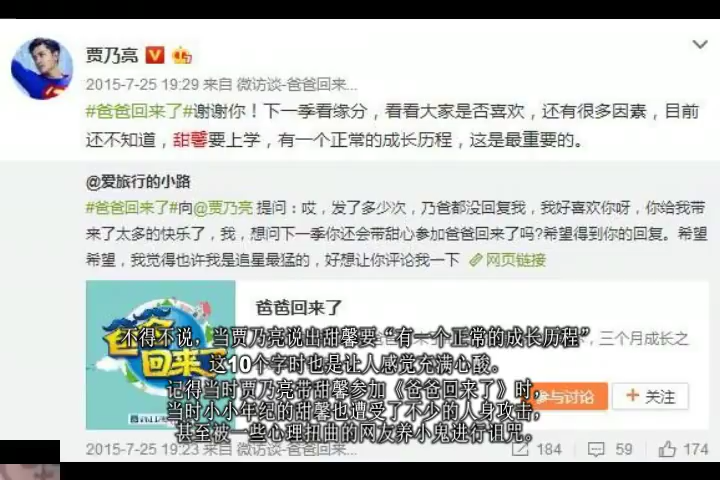 贾乃亮
2015-7-25 19:29 来自 微访谈-爸爸回来...
#爸爸回来了#谢谢你！下一季看缘分，看看大家是否喜欢，还有很多因素，目前
还不知道，甜馨要上学，有一个正常的成长历程，这是最重要的。
@爱旅行的小路
#爸爸回来了#向@贾乃亮 提问：哎，发了多少次，乃爸都没回复我，我好喜欢你呀，你给我带
来了太多的快乐了，我，想问下一季你还会带甜心参加爸爸回来了吗?希望得到你的回复。希望
希望，我觉得也许我是追星最猛的，好想让你评论我一下 网页链接
爸爸回来了
爸爸回来
三个月成长之
不得不说，当贾乃亮说出甜馨要“有一个正常的成长历程”
这10个字时也是让人感觉充满心酸。
记得当时贾乃亮带甜馨参加《爸爸回来了》时，
参与讨论
+ 关注
当时小小年纪的甜馨也遭受了不少的人身攻击，
甚至被一些心理扭曲的网友养小鬼进行诅咒。
2015-7-25 19:23 来自 微访谈-爸爸回来...
184 59 174